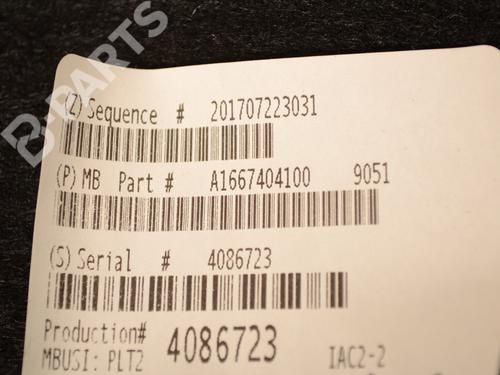 B-PARTS
(Z)Sequence # 201707223031
(P) MB Part # A1667404100 9051
(S) Serial # 4086723
Production# 4086723
MBUSI: PLT2 IAC2-2